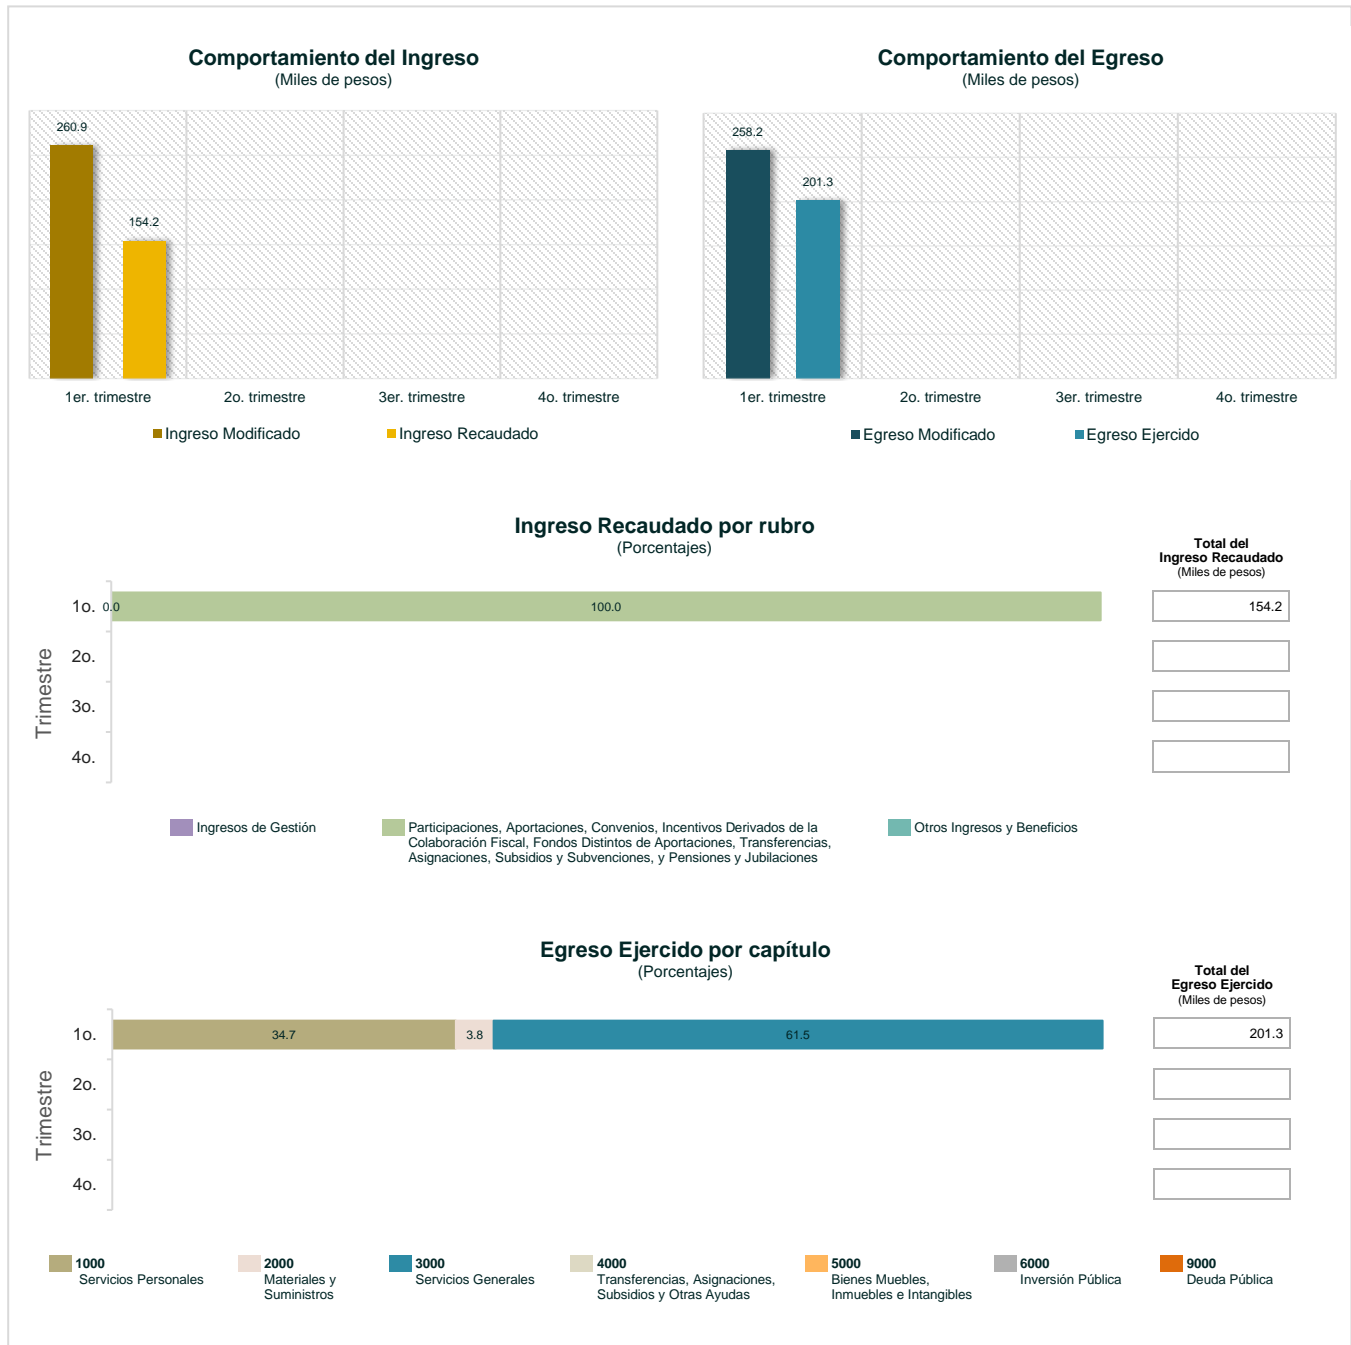 Comportamiento del Ingreso
(Miles de pesos)
260.9
154.2
1er. trimestre
2o. trimestre
3er. trimestre
4o. trimestre
Ingreso Modificado
Ingreso Recaudado
Comportamiento del Egreso
(Miles de pesos)
258.2
201.3
1er. trimestre
2o. trimestre
3er. trimestre
4o. trimestre
Egreso Modificado
Egreso Ejercido
Ingreso Recaudado por rubro
(Porcentajes)
Total del
Ingreso Recaudado
(Miles de pesos)
Trimestre
1o.
0.0
100.0
154.2
2o.
3o.
4o.
Ingresos de Gestión
Participaciones, Aportaciones, Convenios, Incentivos Derivados de la
Colaboración Fiscal, Fondos Distintos de Aportaciones, Transferencias,
Asignaciones, Subsidios y Subvenciones, y Pensiones y Jubilaciones
Otros Ingresos y Beneficios
Egreso Ejercido por capítulo
(Porcentajes)
Total del
Egreso Ejercido
(Miles de pesos)
Trimestre
1o.
34.7
3.8
61.5
201.3
2o.
3o.
4o.
1000
Servicios Personales
2000
Materiales y
Suministros
3000
Servicios Generales
4000
Transferencias, Asignaciones,
Subsidios y Otras Ayudas
5000
Bienes Muebles,
Inmuebles e Intangibles
6000
Inversión Pública
9000
Deuda Pública